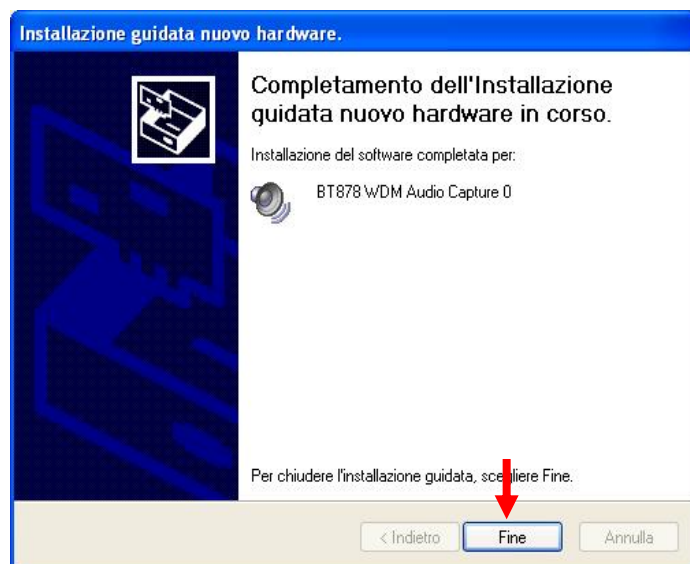 Installazione guidata nuovo hardware.
Completamento dell'Installazione
guidata nuovo hardware in corso.
Installazione del software completata per:
BT878 WDM Audio Capture 0
Per chiudere l'installazione guidata, scegliere Fine.
< Indietro
Fine
Annulla